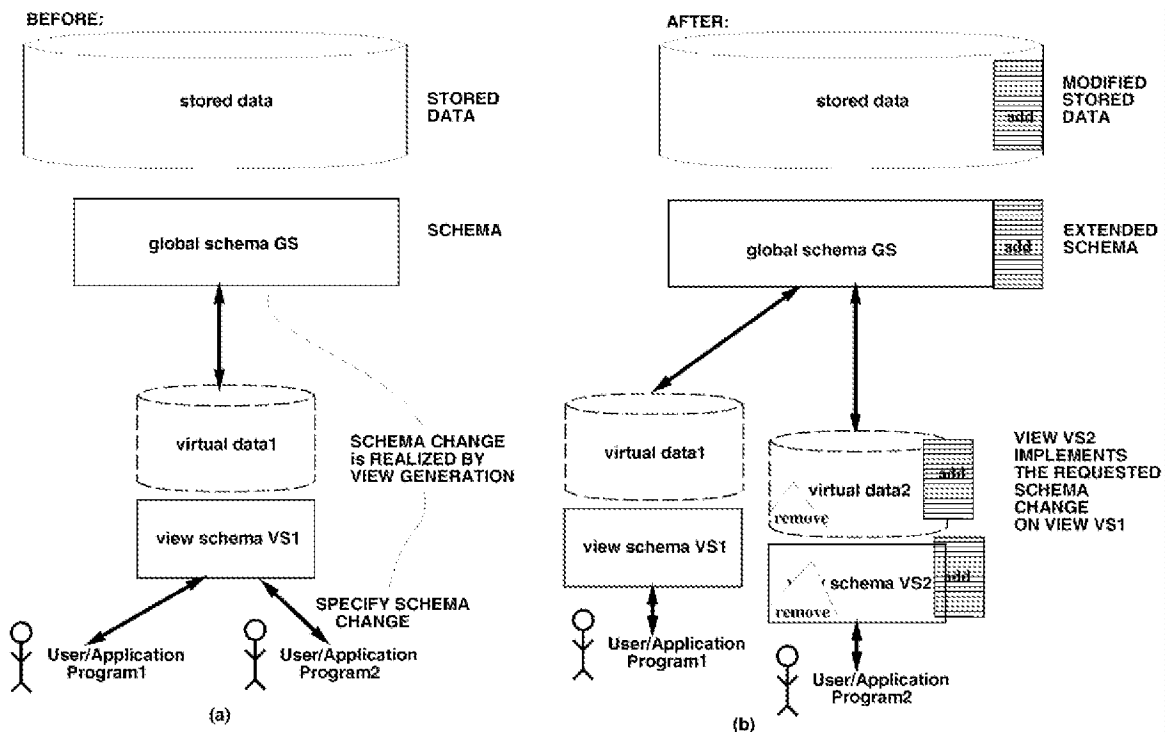 BEFORE:
stored data
STORED
DATA
global schema GS
SCHEMA
virtual data1
SCHEMA CHANGE
is REALIZED BY
VIEW GENERATION
view schema VS1
SPECIFY SCHEMA
CHANGE
User/Application
Program1
User/Application
Program2
(a)
AFTER:
stored data
add
MODIFIED
STORED
DATA
global schema GS
add
EXTENDED
SCHEMA
virtual data1
virtual data2
add
remove
VIEW VS2
IMPLEMENTS
THE REQUESTED
SCHEMA
CHANGE
ON VIEW VS1
view schema VS1
schema VS2
add
remove
User/Application
Program1
User/Application
Program2
(b)